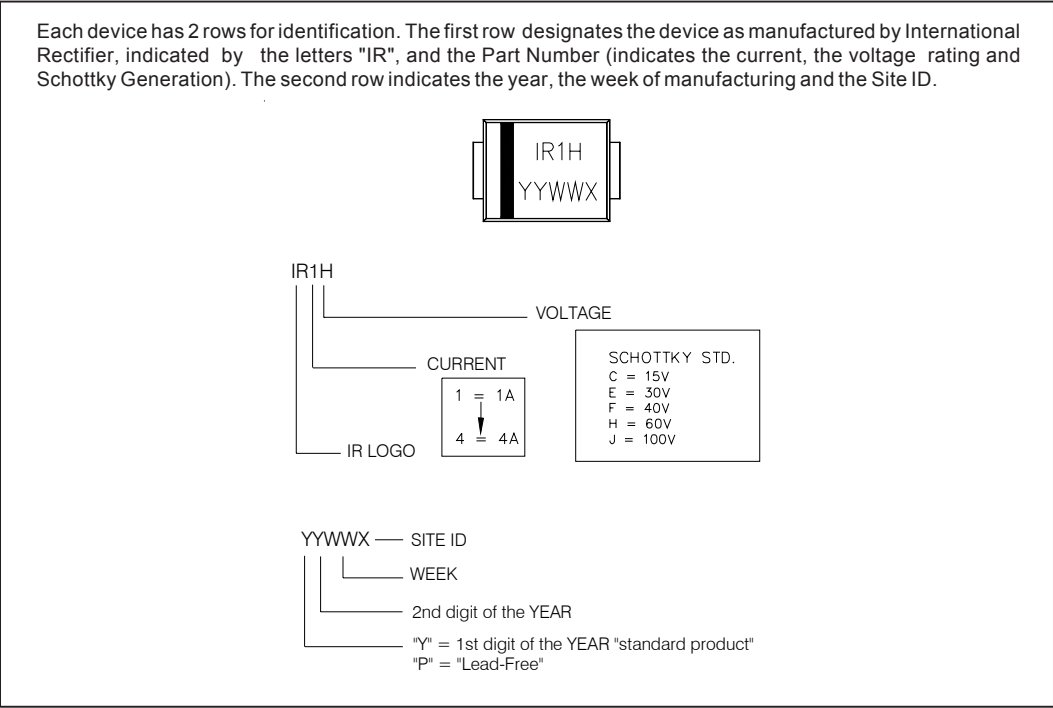 Each device has 2 rows for identification. The first row designates the device as manufactured by International
Rectifier, indicated by the letters "IR", and the Part Number (indicates the current, the voltage rating and
Schottky Generation). The second row indicates the year, the week of manufacturing and the Site ID.
IR1H
YYWWX
IR1H
VOLTAGE
SCHOTTKY STD.
C = 15V
E = 30V
F = 40V
H = 60V
J = 100V
CURRENT
1 = 1A
4 = 4A
IR LOGO
YYWWX
SITE ID
WEEK
2nd digit of the YEAR
"Y" = 1st digit of the YEAR "standard product"
"P" = "Lead-Free"